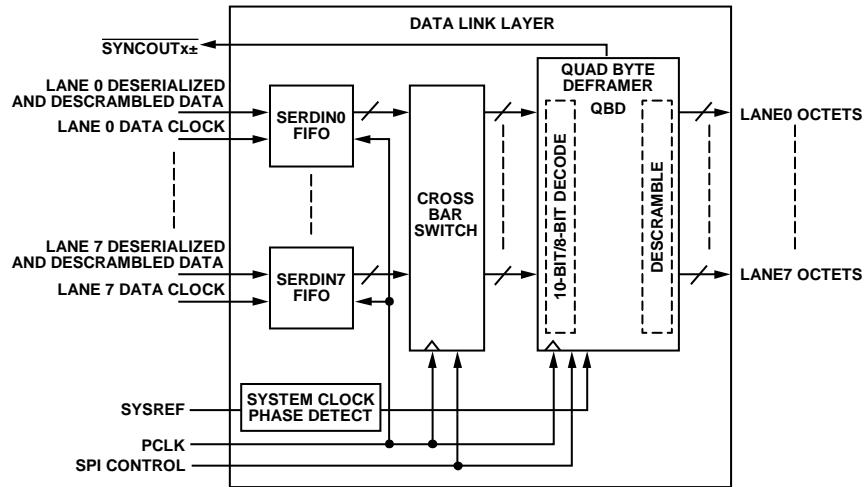 DATA LINK LAYER
SYNCOUTx±
QUAD BYTE
DEFRAMER
QBD
LANE 0 DESERIALIZED
AND DESCRAMBLED DATA
LANE 0 DATA CLOCK
SERDIN0
FIFO
LANE0 OCTETS
CROSS
BAR
SWITCH
10-BIT/8-BIT DECODE
DESCRAMBLE
LANE 7 DESERIALIZED
AND DESCRAMBLED DATA
LANE 7 DATA CLOCK
SERDIN7
FIFO
LANE7 OCTETS
SYSREF
SYSTEM CLOCK
PHASE DETECT
PCLK
SPI CONTROL